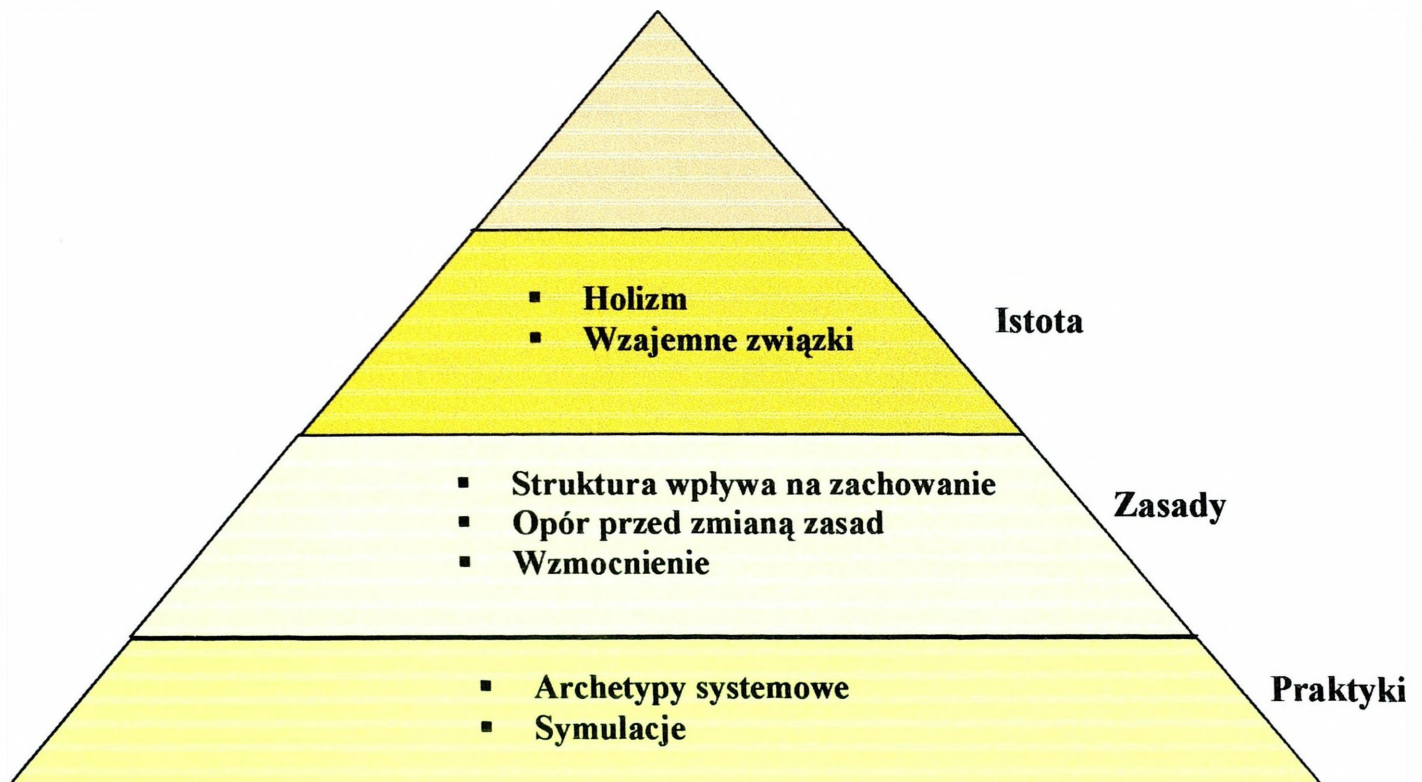 Holizm
Wzajemne związki
Istota
Struktura wpływa na zachowanie
Opór przed zmianą zasad
Wzmocnienie
Zasady
Archetypy systemowe
Symulacje
Praktyki